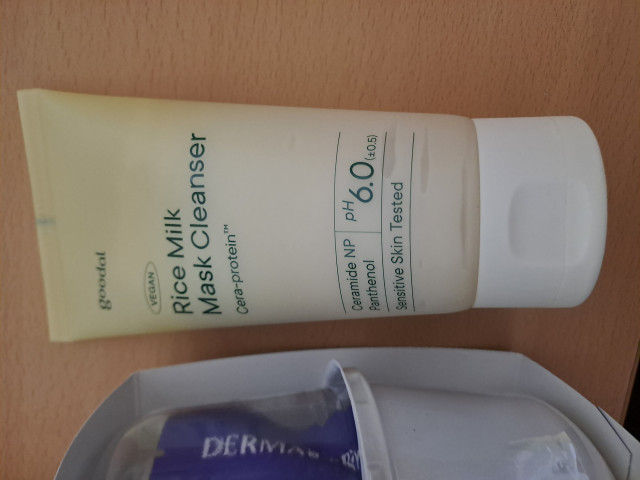 goodal
VEGAN
Rice Milk
Mask Cleanser
Cera-protein™
Ceramide NP
Panthenol
pH 6.0 (±0.5)
Sensitive Skin Tested